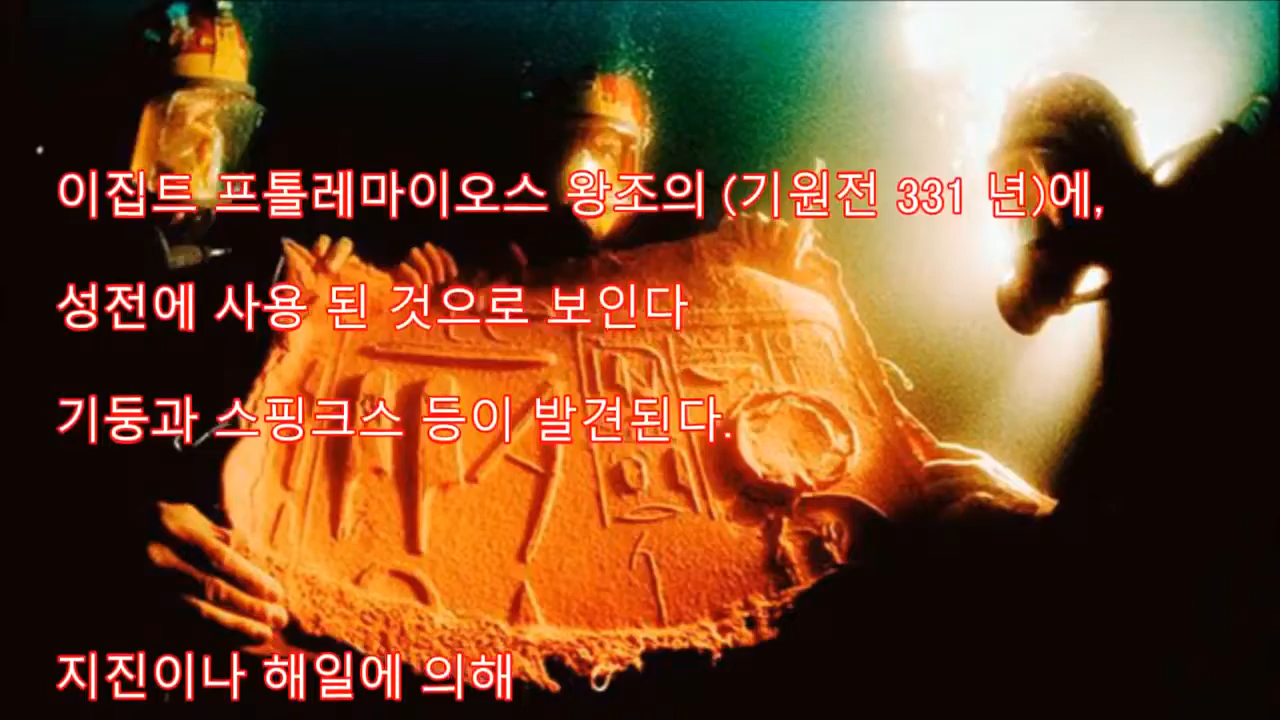 이집트 프톨레마이오스 왕조의 (기원전 331 년)에,
성전에 사용 된 것으로 보인다
기둥과 스핑크스 등이 발견된다.
지진이나 해일에 의해